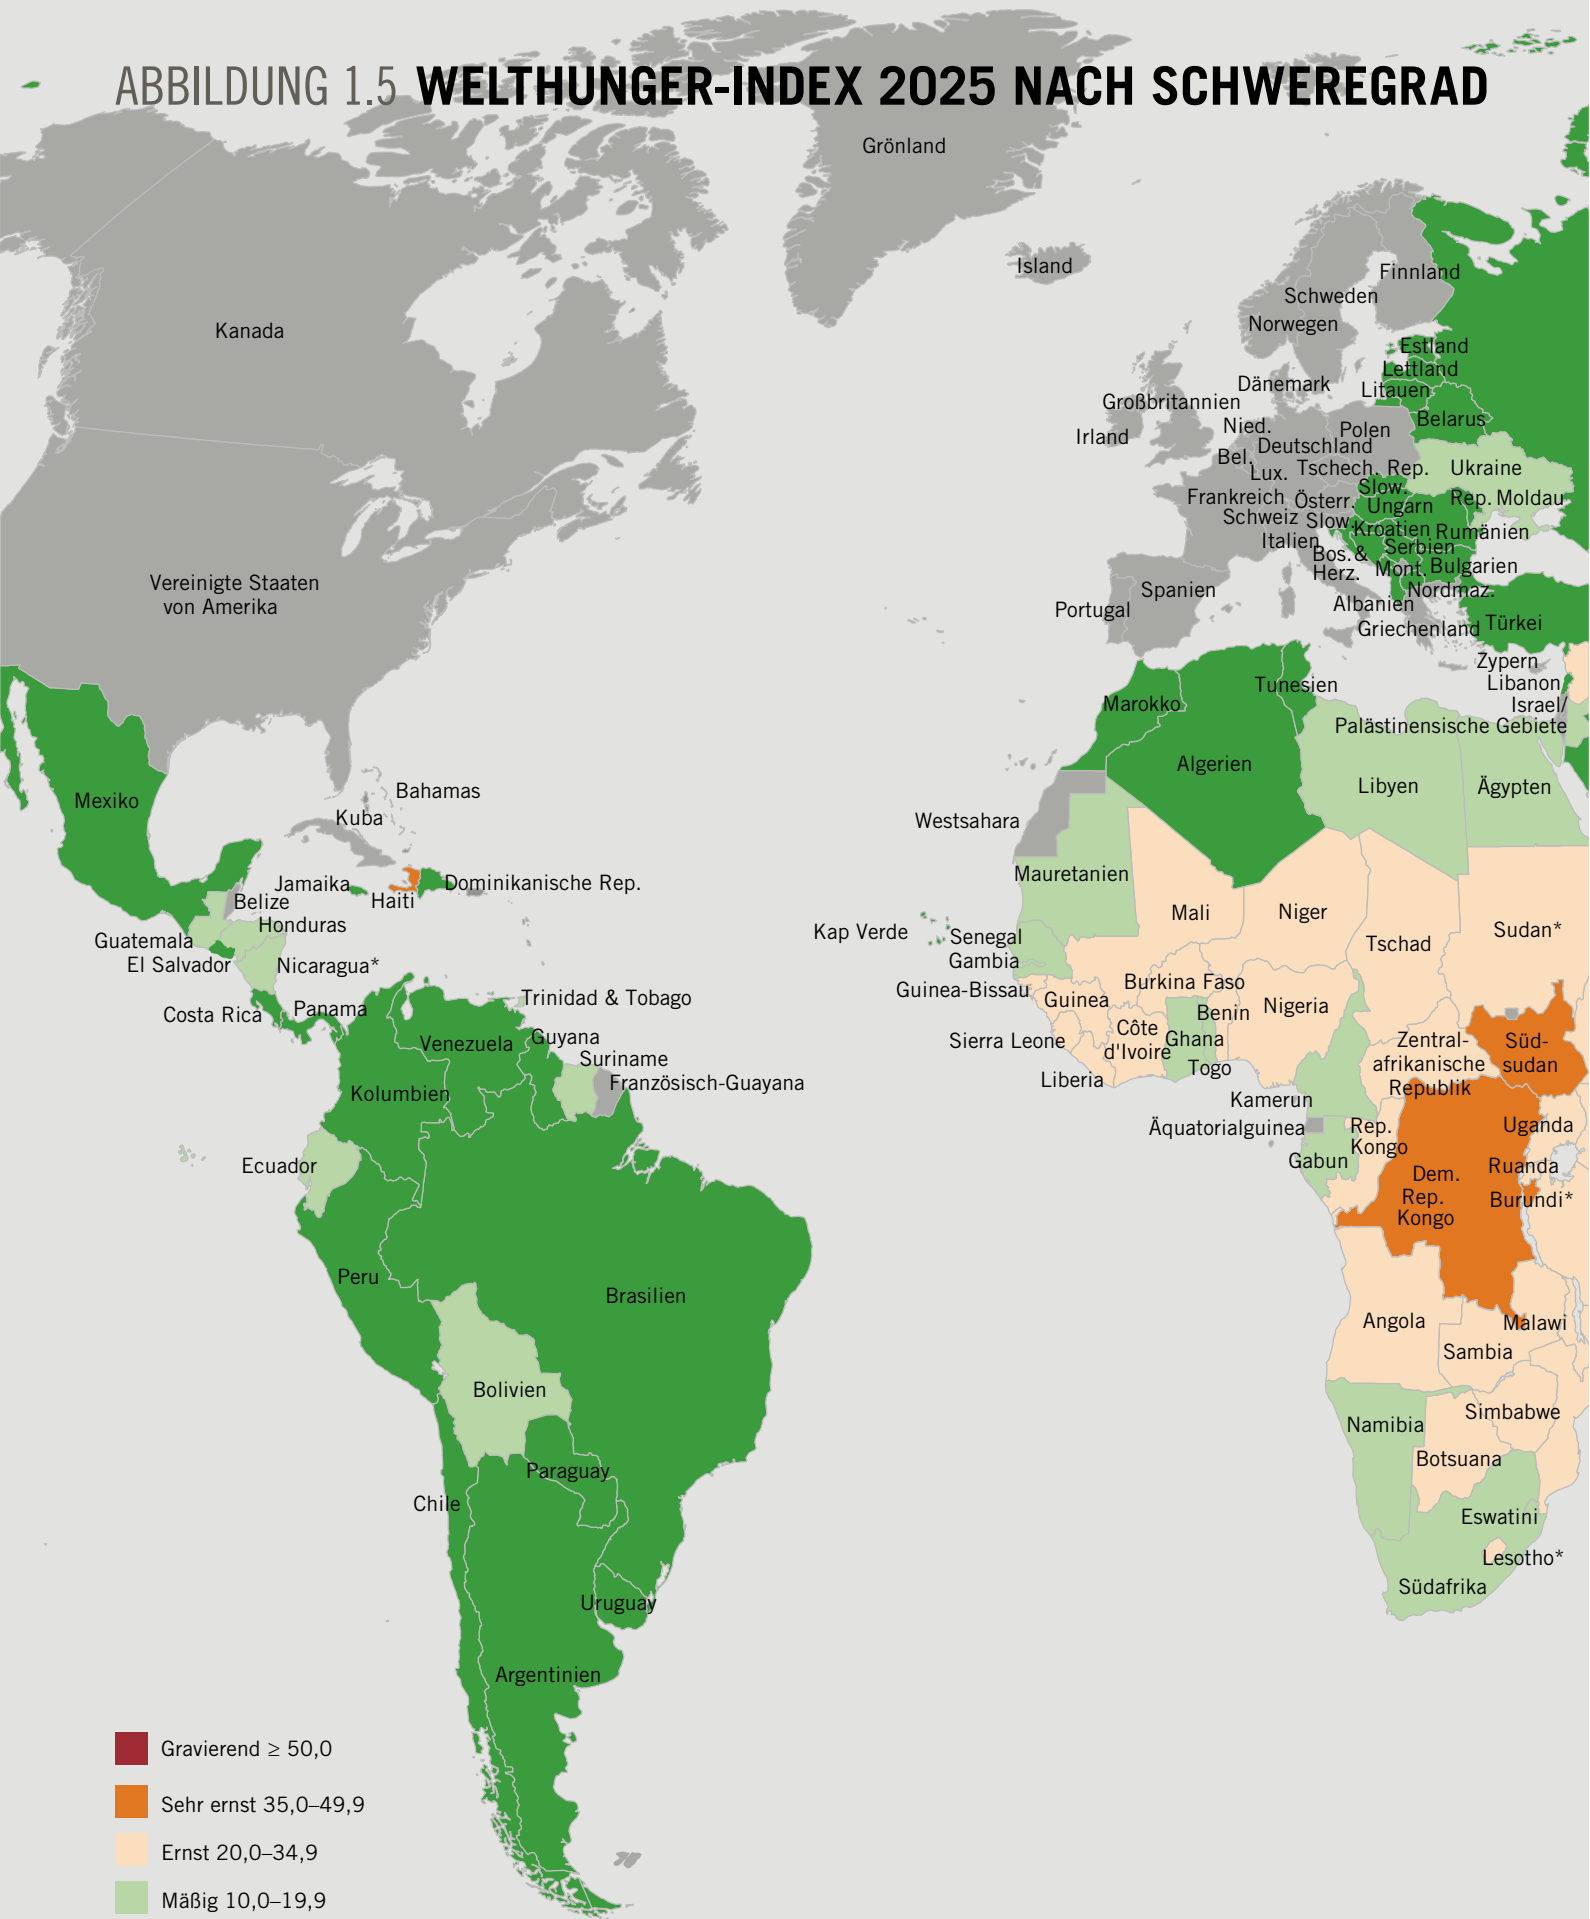 ABBILDUNG 1.5 WELTHUNGER-INDEX 2025 NACH SCHWEREGRAD
Grönland
Island
Finnland
Schweden
Norwegen
Kanada
Estland
Lettland
Dänemark
Litauen
Großbritannien
Belarus
Nied.
Polen
Irland
Deutschland
Bel.
Tschech. Rep.
Ukraine
Lux.
Slow.
Frankreich
Österr.
Rep. Moldau
Ungarn
Schweiz
Slow.
Kroatien
Rumänien
Italien
Serbien
Bos. &
Herz.
Mont.
Bulgarien
Vereinigte Staaten
von Amerika
Spanien
Nordmaz.
Portugal
Albanien
Griechenland
Türkei
Zypern
Libanon
Israel/
Palästinensische Gebiete
Tunesien
Marokko
Algerien
Libyen
Ägypten
Mexiko
Bahamas
Kuba
Westsahara
Mauretanien
Jamaika
Dominikanische Rep.
Belize
Haiti
Honduras
Guatemala
El Salvador
Nicaragua*
Mali
Niger
Tschad
Sudan*
Kap Verde
Senegal
Gambia
Burkina Faso
Guinea-Bissau
Guinea
Benin
Nigeria
Costa Rica
Panama
Trinidad & Tobago
Venezuela
Guyana
Suriname
Französisch-Guayana
Kolumbien
Sierra Leone
Côte
d'Ivoire
Ghana
Togo
Liberia
Zentral-
afrikanische
Republik
Süd-
sudan
Kamerun
Äquatorialguinea
Rep.
Kongo
Uganda
Gabun
Ruanda
Dem.
Rep.
Kongo
Burundi*
Ecuador
Peru
Brasilien
Angola
Malawi
Sambia
Bolivien
Namibia
Simbabwe
Botsuana
Paraguay
Chile
Eswatini
Lesotho*
Südafrika
Uruguay
Argentinien
Gravierend ≥ 50,0
Sehr ernst 35,0–49,9
Ernst 20,0–34,9
Mäßig 10,0–19,9